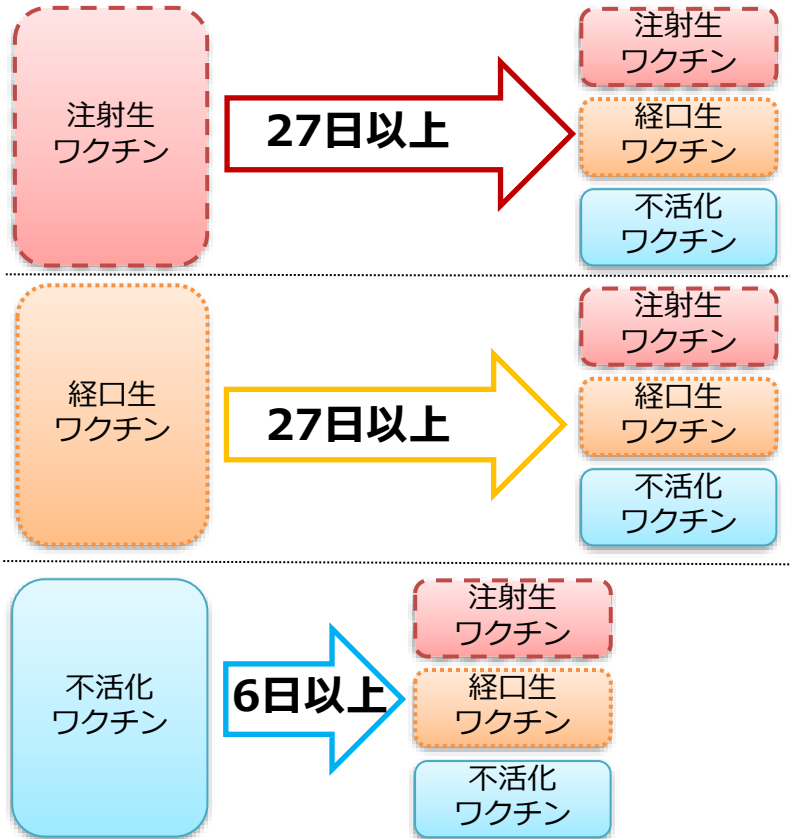 注射生
ワクチン
27日以上
注射生
ワクチン
経口生
ワクチン
不活化
ワクチン
経口生
ワクチン
27日以上
注射生
ワクチン
経口生
ワクチン
不活化
ワクチン
不活化
ワクチン
6日以上
注射生
ワクチン
経口生
ワクチン
不活化
ワクチン